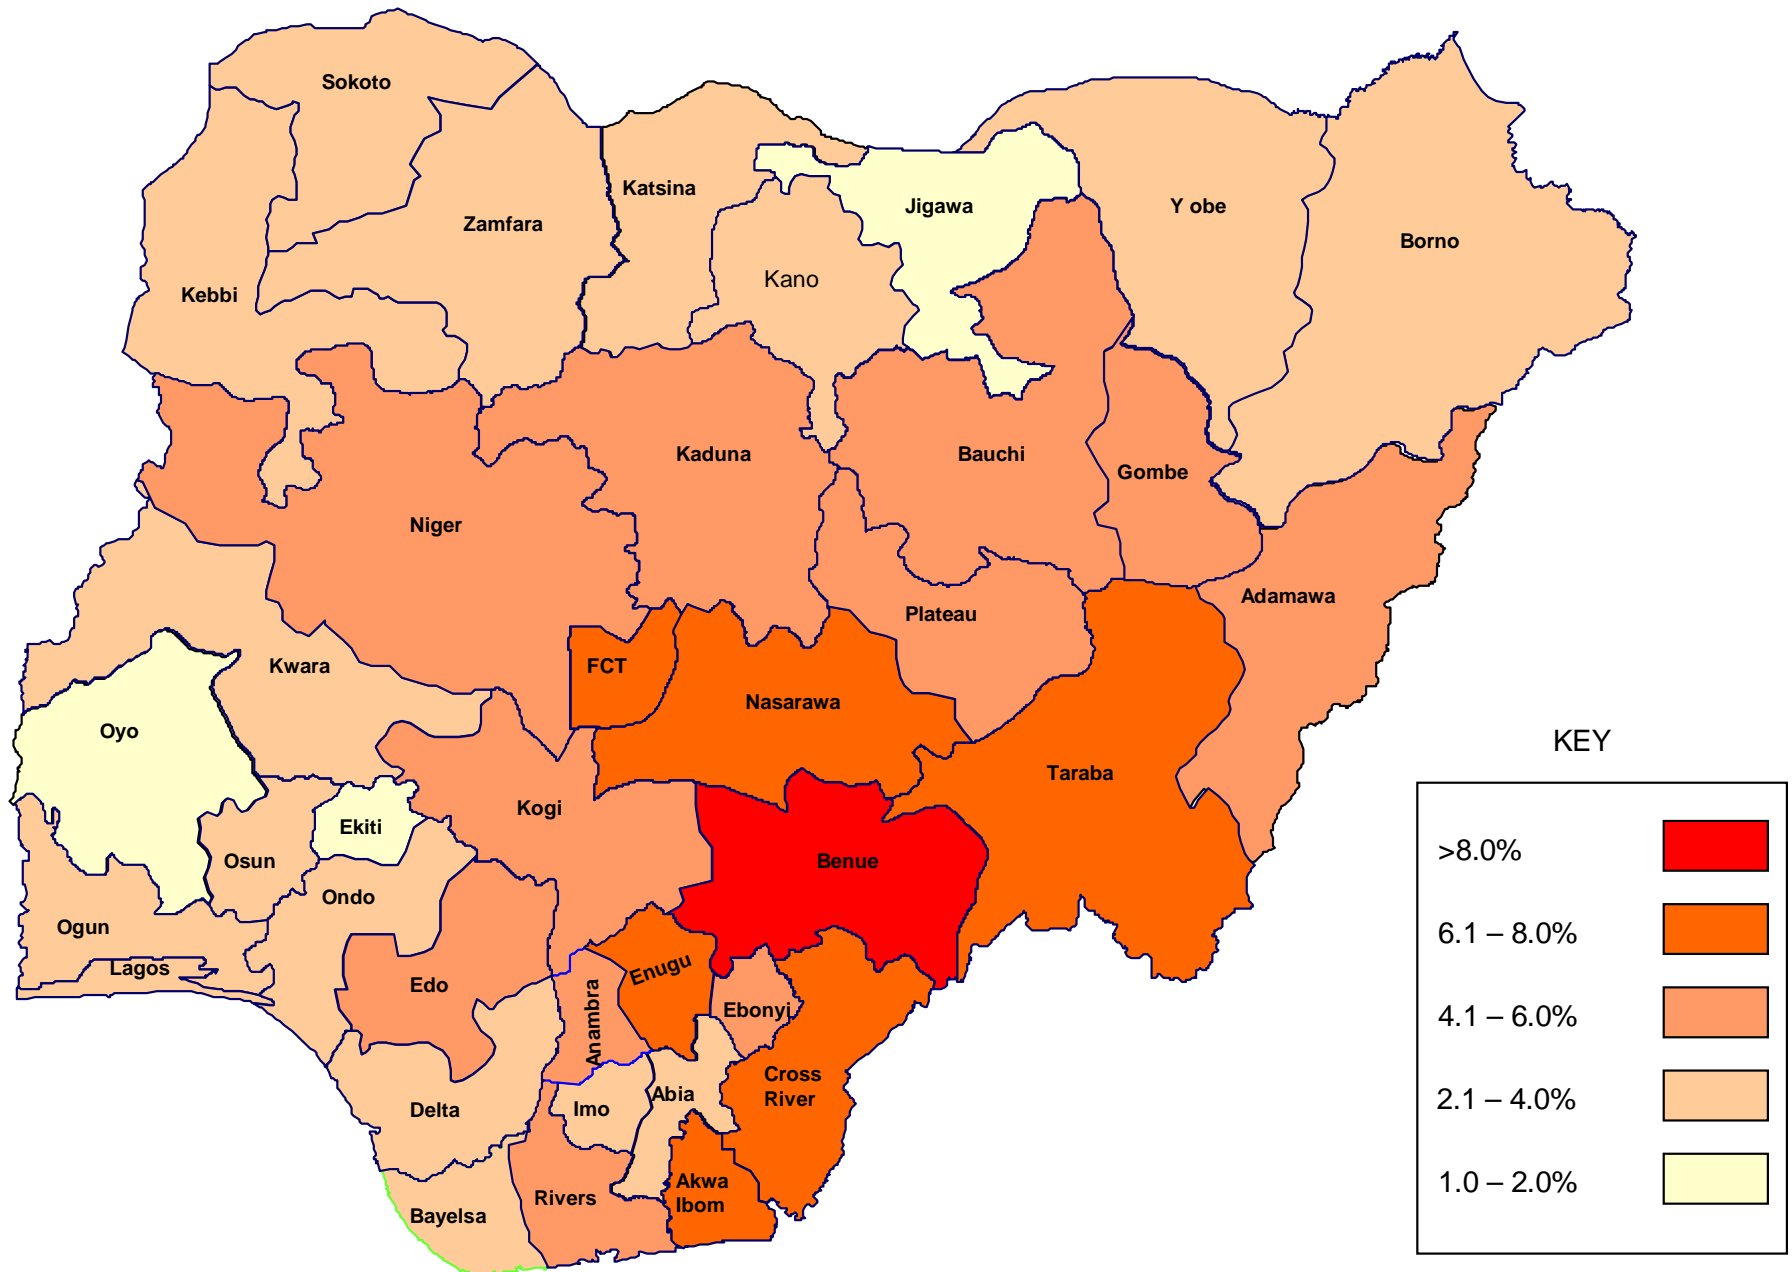 Sokoto
Katsina
Jigawa
Y obe
Zamfara
Borno
Kano
Kebbi
Kaduna
Bauchi
Gombe
Niger
Adamawa
Plateau
FCT
Kwara
Nasarawa
Oyo
Taraba
KEY
Kogi
Ekiti
Osun
Benue
>8.0%
Ondo
Ogun
6.1 – 8.0%
Lagos
Enugu
Edo
Ebonyi
4.1 – 6.0%
Anambra
Cross
River
Abia
Imo
Delta
2.1 – 4.0%
Akwa
Ibom
Rivers
Bayelsa
1.0 – 2.0%